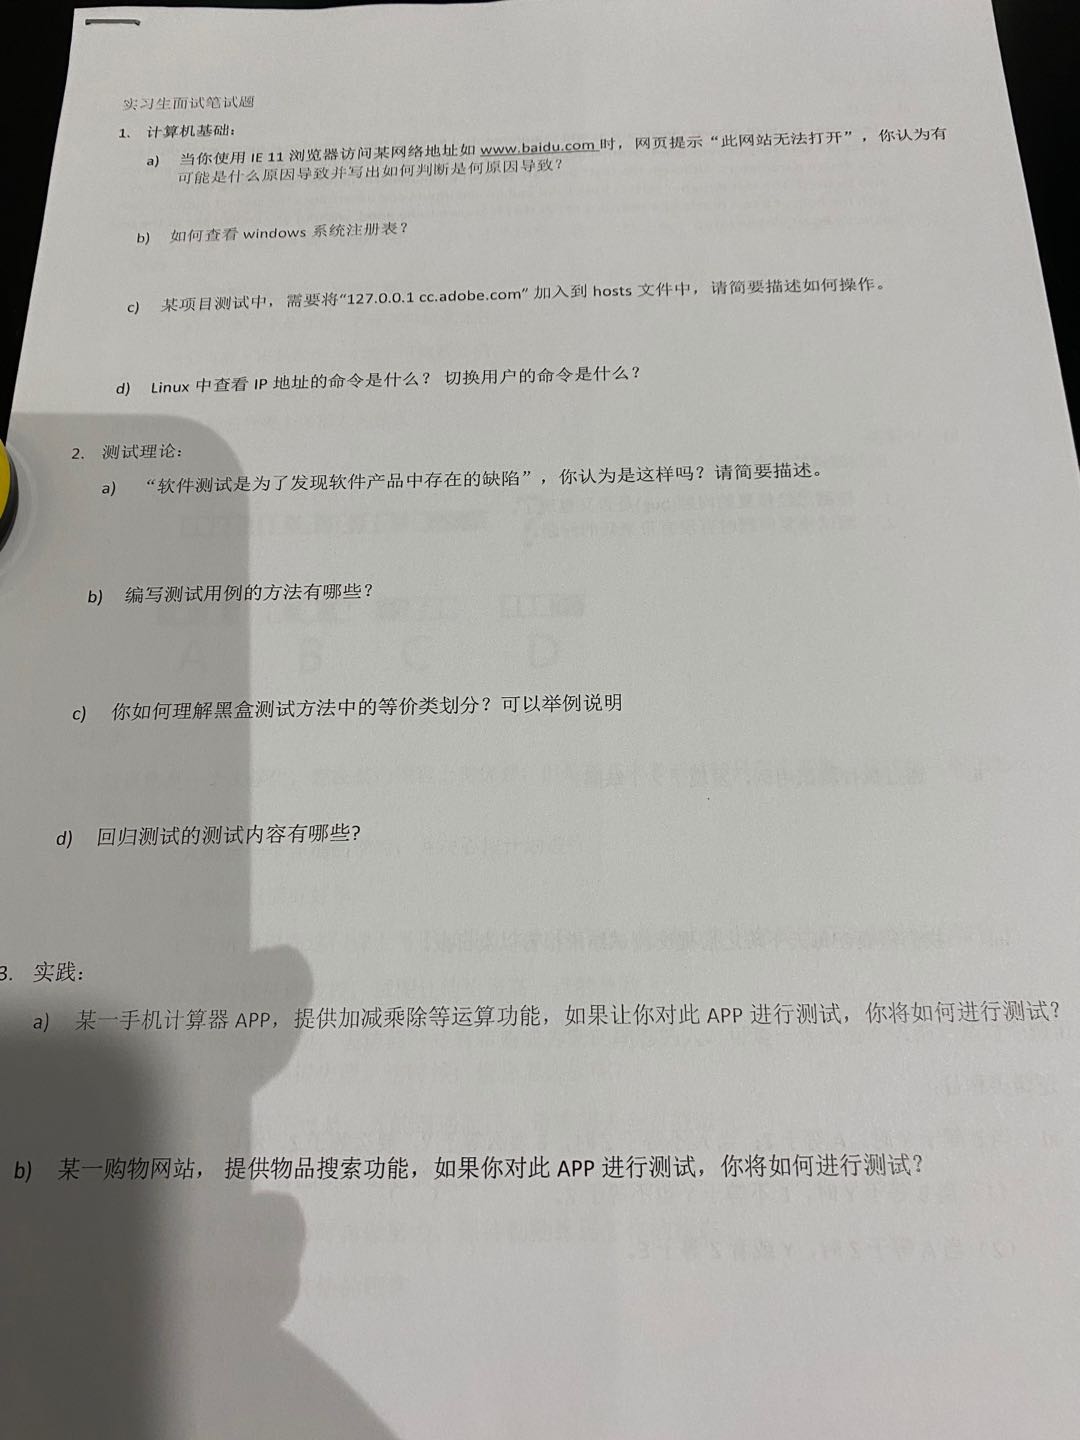 实习生面试笔试题
1. 计算机基础：
a) 当你使用 IE 11 浏览器访问某网络地址如 www.baidu.com 时，网页提示“此网站无法打开”，你认为有
可能是什么原因导致并写出如何判断是何原因导致？
b) 如何查看 windows 系统注册表？
c) 某项目测试中，需要将“127.0.0.1 cc.adobe.com” 加入到 hosts 文件中，请简要描述如何操作。
d) Linux 中查看 IP 地址的命令是什么？ 切换用户的命令是什么？
2. 测试理论：
a) “软件测试是为了发现软件产品中存在的缺陷”，你认为是这样吗？请简要描述。
b) 编写测试用例的方法有哪些？
c) 你如何理解黑盒测试方法中的等价类划分？可以举例说明
d) 回归测试的测试内容有哪些?
3. 实践：
a) 某一手机计算器 APP，提供加减乘除等运算功能，如果让你对此 APP 进行测试，你将如何进行测试？
b) 某一购物网站， 提供物品搜索功能，如果你对此 APP 进行测试，你将如何进行测试？